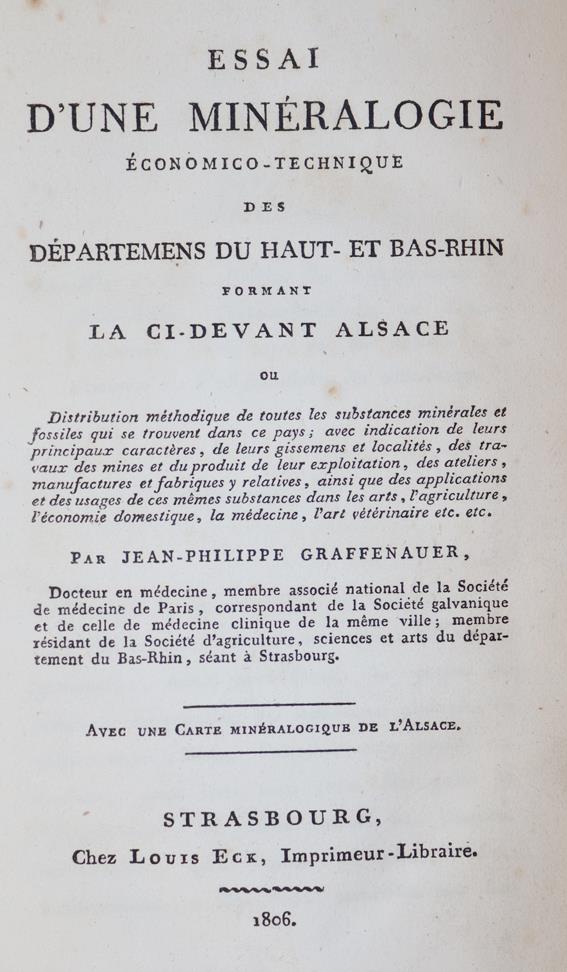 ESSAI
D'UNE MINÉRALOGIE
ÉCONOMICO-TECHNIQUE
DES
DÉPARTEMENS DU HAUT- ET BAS-RHIN
FORMANT
LA CI-DEVANT ALSACE
OU
Distribution méthodique de toutes les substances minérales et
fossiles qui se trouvent dans ce pays; avec indication de leurs
principaux caractères, de leurs gissemens et localités, des tra-
vaux des mines et du produit de leur exploitation, des ateliers,
manufactures et fabriques y relatives, ainsi que des applications
et des usages de ces mêmes substances dans les arts, l'agriculture,
l'économie domestique, la médecine, l'art vétérinaire etc. etc.
PAR JEAN-PHILIPPE GRAFFENAUER,
Docteur en médecine, membre associé national de la Société
de médecine de Paris, correspondant de la Société galvanique
et de celle de médecine clinique de la même ville; membre
résidant de la Société d'agriculture, sciences et arts du dépar-
tement du Bas-Rhin, séant à Strasbourg.
AVEC UNE CARTE MINÉRALOGIQUE DE L'ALSACE.
STRASBOURG,
Chez LOUIS ECK, Imprimeur-Libraire.
1806.